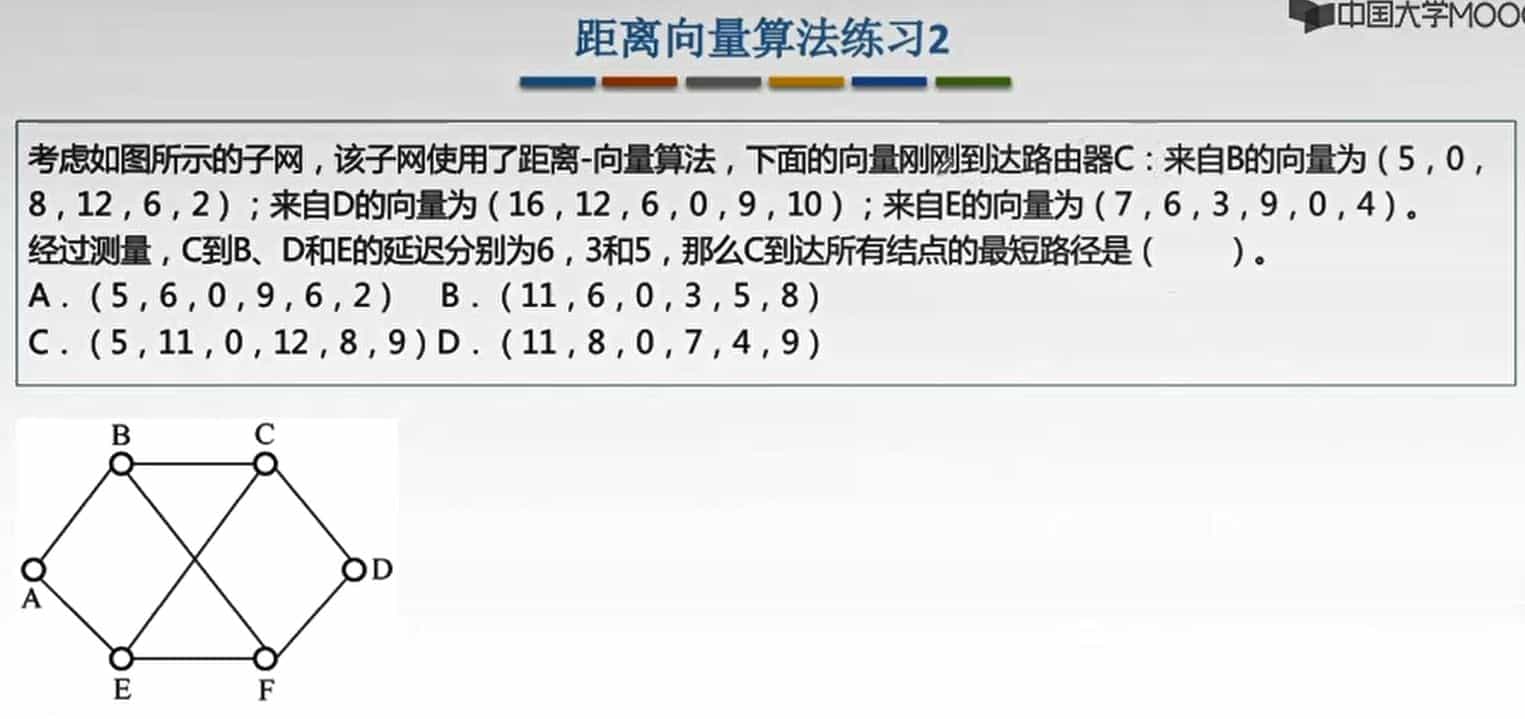 中国大学MOO
距离向量算法练习2
考虑如图所示的子网，该子网使用了距离-向量算法，下面的向量刚刚到达路由器C：来自B的向量为（5，0，
8，12，6，2）；来自D的向量为（16，12，6，0，9，10）；来自E的向量为（7，6，3，9，0，4）。
经过测量，C到B、D和E的延迟分别为6，3和5，那么C到达所有结点的最短路径是（ ）。
A．（5，6，0，9，6，2） B．（11，6，0，3，5，8）
C．（5，11，0，12，8，9）D．（11，8，0，7，4，9）
B C
A D
E F